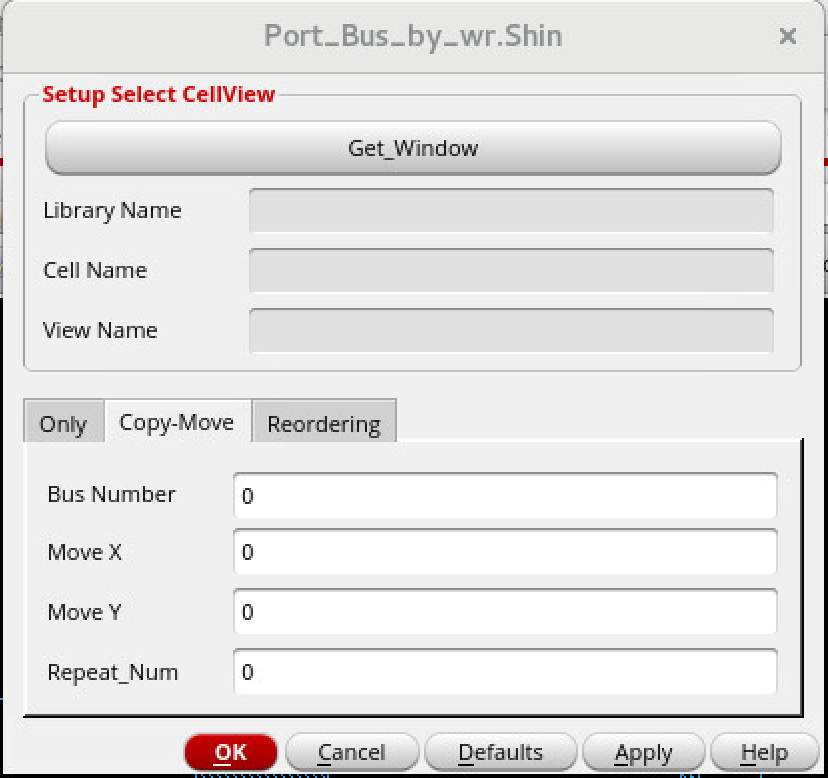 Port_Bus_by_wr.Shin
Setup Select CellView
Get_Window
Library Name
Cell Name
View Name
Only Copy-Move Reordering
Bus Number 0
Move X 0
Move Y 0
Repeat_Num 0
OK Cancel Defaults Apply Help